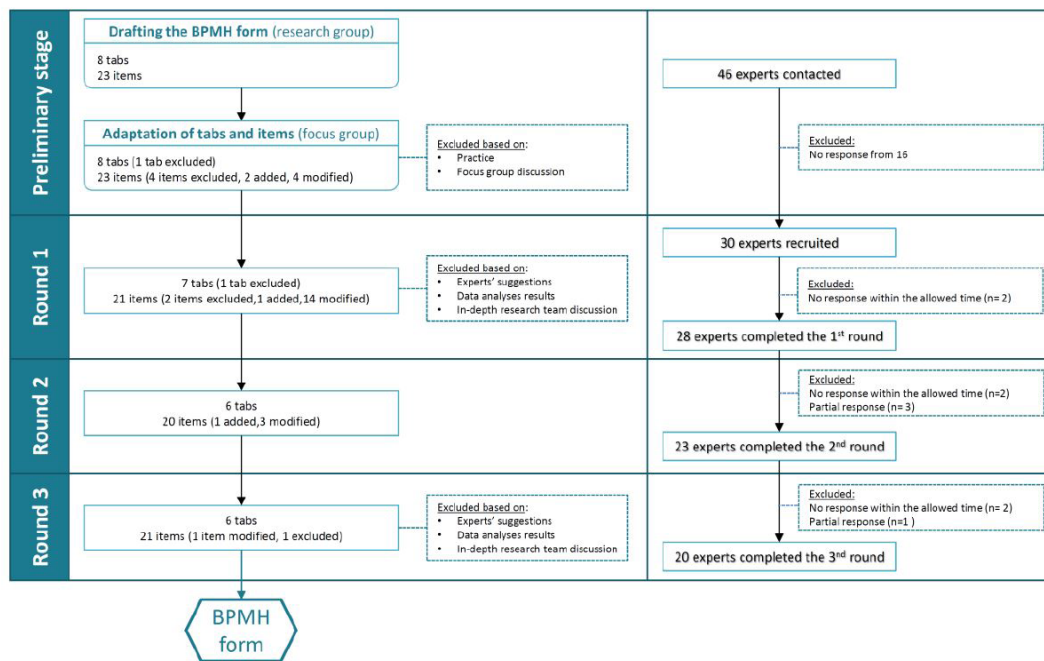 Preliminary stage
Drafting the BPMH form (research group)
8 tabs
23 items
Adaptation of tabs and items (focus group)
8 tabs (1 tab excluded)
23 items (4 items excluded, 2 added, 4 modified)
Excluded based on:
• Practice
• Focus group discussion
46 experts contacted
Excluded:
No response from 16
Round 1
7 tabs (1 tab excluded)
21 items (2 items excluded,1 added,14 modified)
Excluded based on:
• Experts' suggestions
• Data analyses results
• In-depth research team discussion
30 experts recruited
Excluded:
No response within the allowed time (n= 2)
28 experts completed the 1st round
Round 2
6 tabs
20 items (1 added,3 modified)
Excluded:
No response within the allowed time (n=2)
Partial response (n= 3)
23 experts completed the 2nd round
Round 3
6 tabs
21 items (1 item modified, 1 excluded)
Excluded based on:
• Experts' suggestions
• Data analyses results
• In-depth research team discussion
Excluded:
No response within the allowed time (n= 2)
Partial response (n=1 )
20 experts completed the 3rd round
BPMH
form